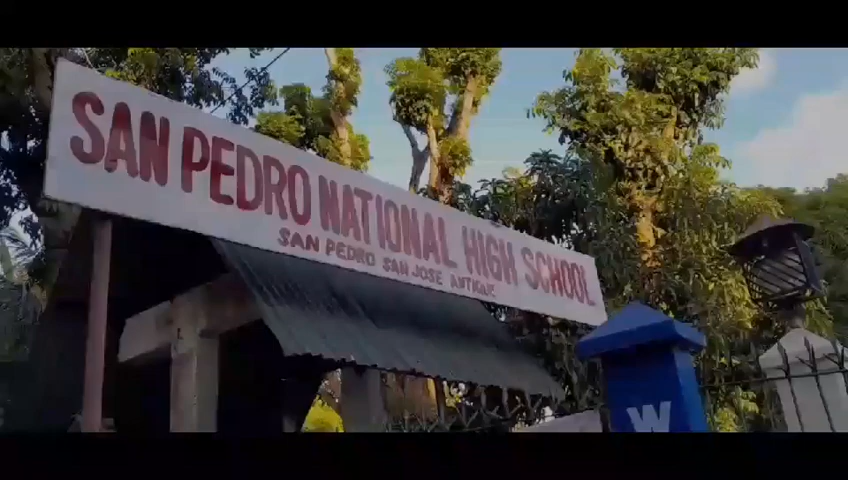 SAN PEDRO NATIONAL HIGH SCHOOL
SAN PEDRO SAN JOSE ANTIQUE
W